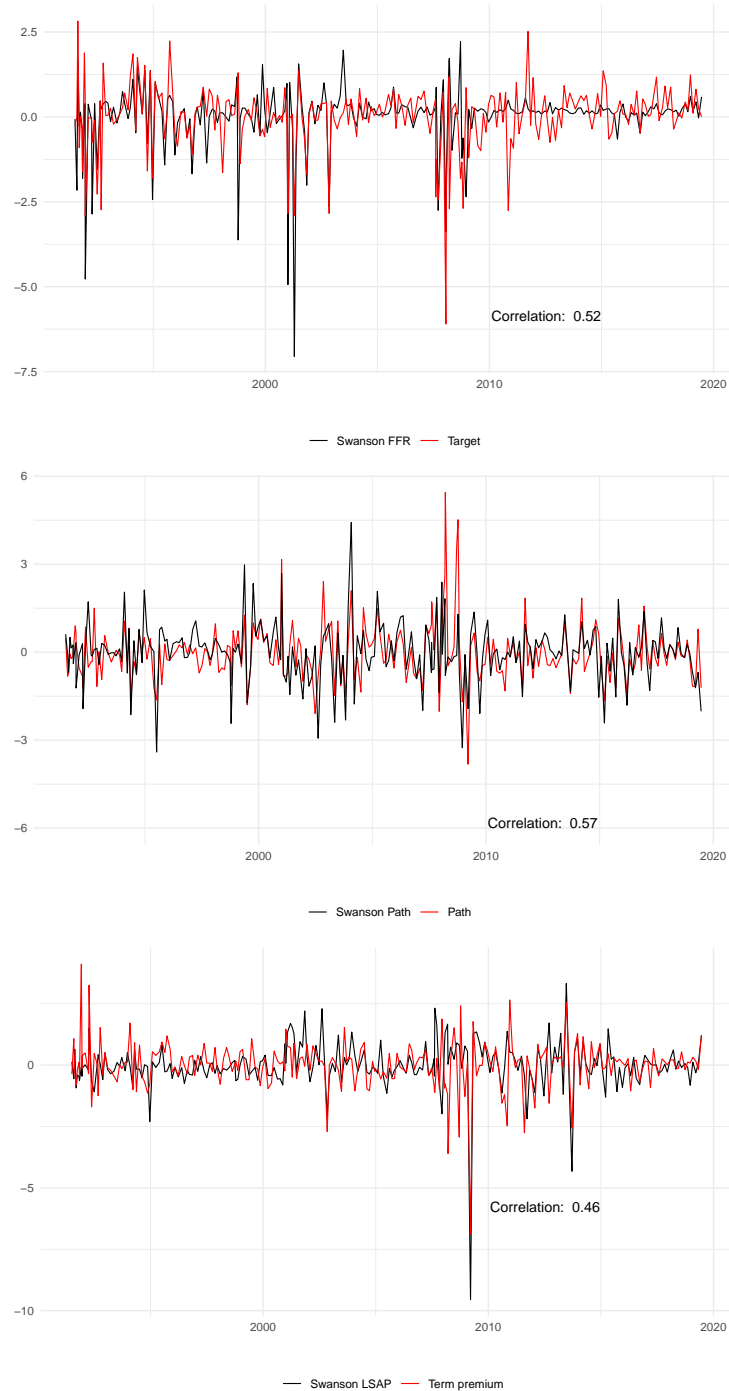 2.5
0.0
−2.5
−5.0
Correlation: 0.52
−7.5
2000 2010 2020
Swanson FFR Target
6
3
0
−3
−6
Correlation: 0.57
2000 2010 2020
Swanson Path Path
0
−5
Correlation: 0.46
−10
2000 2010 2020
Swanson LSAP Term premium